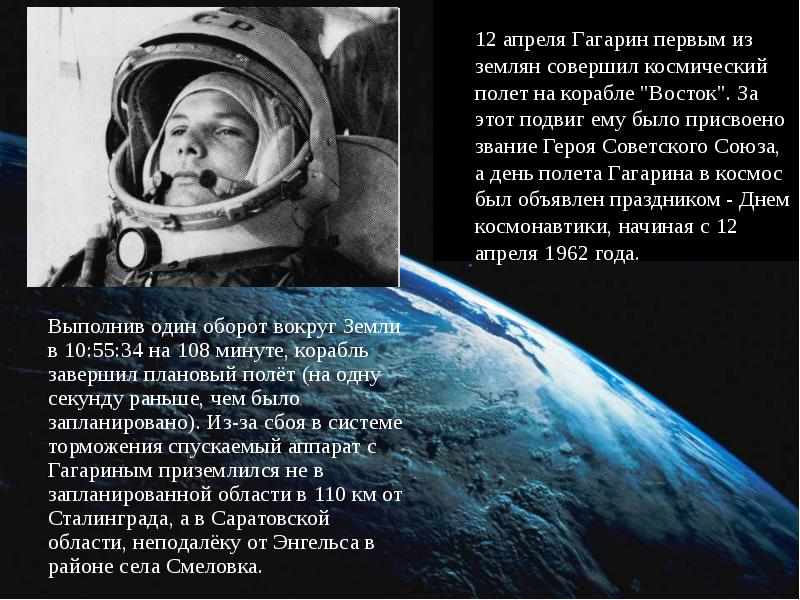 СР
12 апреля Гагарин первым из
землян совершил космический
полет на корабле "Восток". За
этот подвиг ему было присвоено
звание Героя Советского Союза,
а день полета Гагарина в космос
был объявлен праздником - Днем
космонавтики, начиная с 12
апреля 1962 года.
Выполнив один оборот вокруг Земли
в 10:55:34 на 108 минуте, корабль
завершил плановый полёт (на одну
секунду раньше, чем было
запланировано). Из-за сбоя в системе
торможения спускаемый аппарат с
Гагариным приземлился не в
запланированной области в 110 км от
Сталинграда, а в Саратовской
области, неподалёку от Энгельса в
районе села Смеловка.